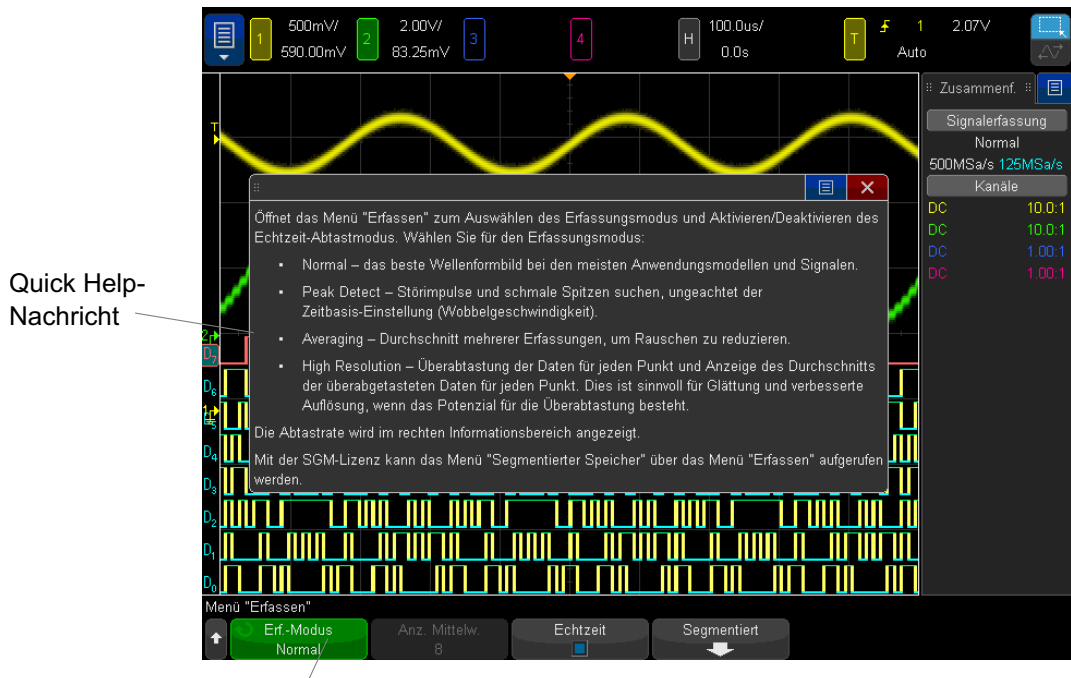 500mV/
590.00mV
1
2
2.00V/
83.25mV
3
4
H
100.0us/
0.0s
T
1
2.07V
Auto
Zusammenf.
Signalerfassung
Normal
500MSa/s 125MSa/s
Kanäle
DC 10.0:1
DC 10.0:1
DC 1.00:1
DC 1.00:1
T
Öffnet das Menü "Erfassen" zum Auswählen des Erfassungsmodus und Aktivieren/Deaktivieren des
Echtzeit-Abtastmodus. Wählen Sie für den Erfassungsmodus:
▪ Normal – das beste Wellenformbild bei den meisten Anwendungsmodellen und Signalen.
▪ Peak Detect – Störimpulse und schmale Spitzen suchen, ungeachtet der
Zeitbasis-Einstellung (Wobbelgeschwindigkeit).
▪ Averaging – Durchschnitt mehrerer Erfassungen, um Rauschen zu reduzieren.
▪ High Resolution – Überabtastung der Daten für jeden Punkt und Anzeige des Durchschnitts
der überabgetasteten Daten für jeden Punkt. Dies ist sinnvoll für Glättung und verbesserte
Auflösung, wenn das Potenzial für die Überabtastung besteht.
Die Abtastrate wird im rechten Informationsbereich angezeigt.
Mit der SGM-Lizenz kann das Menü "Segmentierter Speicher" über das Menü "Erfassen" aufgerufen
werden.
Quick Help-
Nachricht
2
D7
D6
1
D4
D3
D2
D1
D0
Menü "Erfassen"
Erf.-Modus
Normal
Anz. Mittelw.
8
Echtzeit
Segmentiert